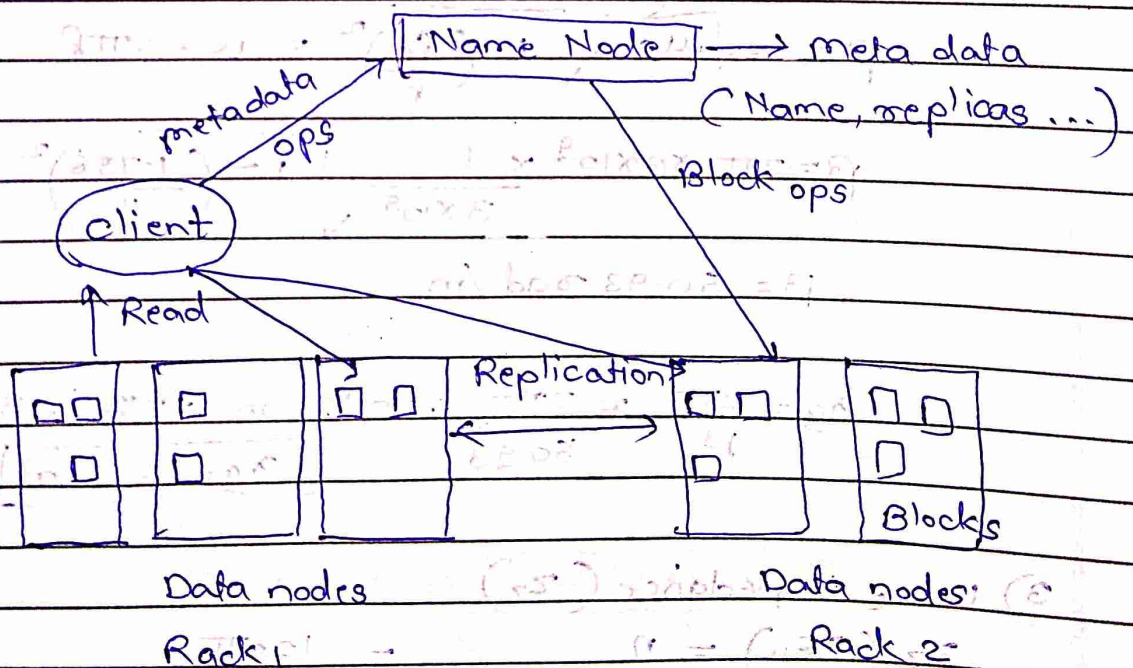 Name Node → meta data
(Name, replicas ...)
metadata
ops
Block ops
client
Read
Replication
Blocks
Data nodes
Data nodes
Rack 1
Rack 2